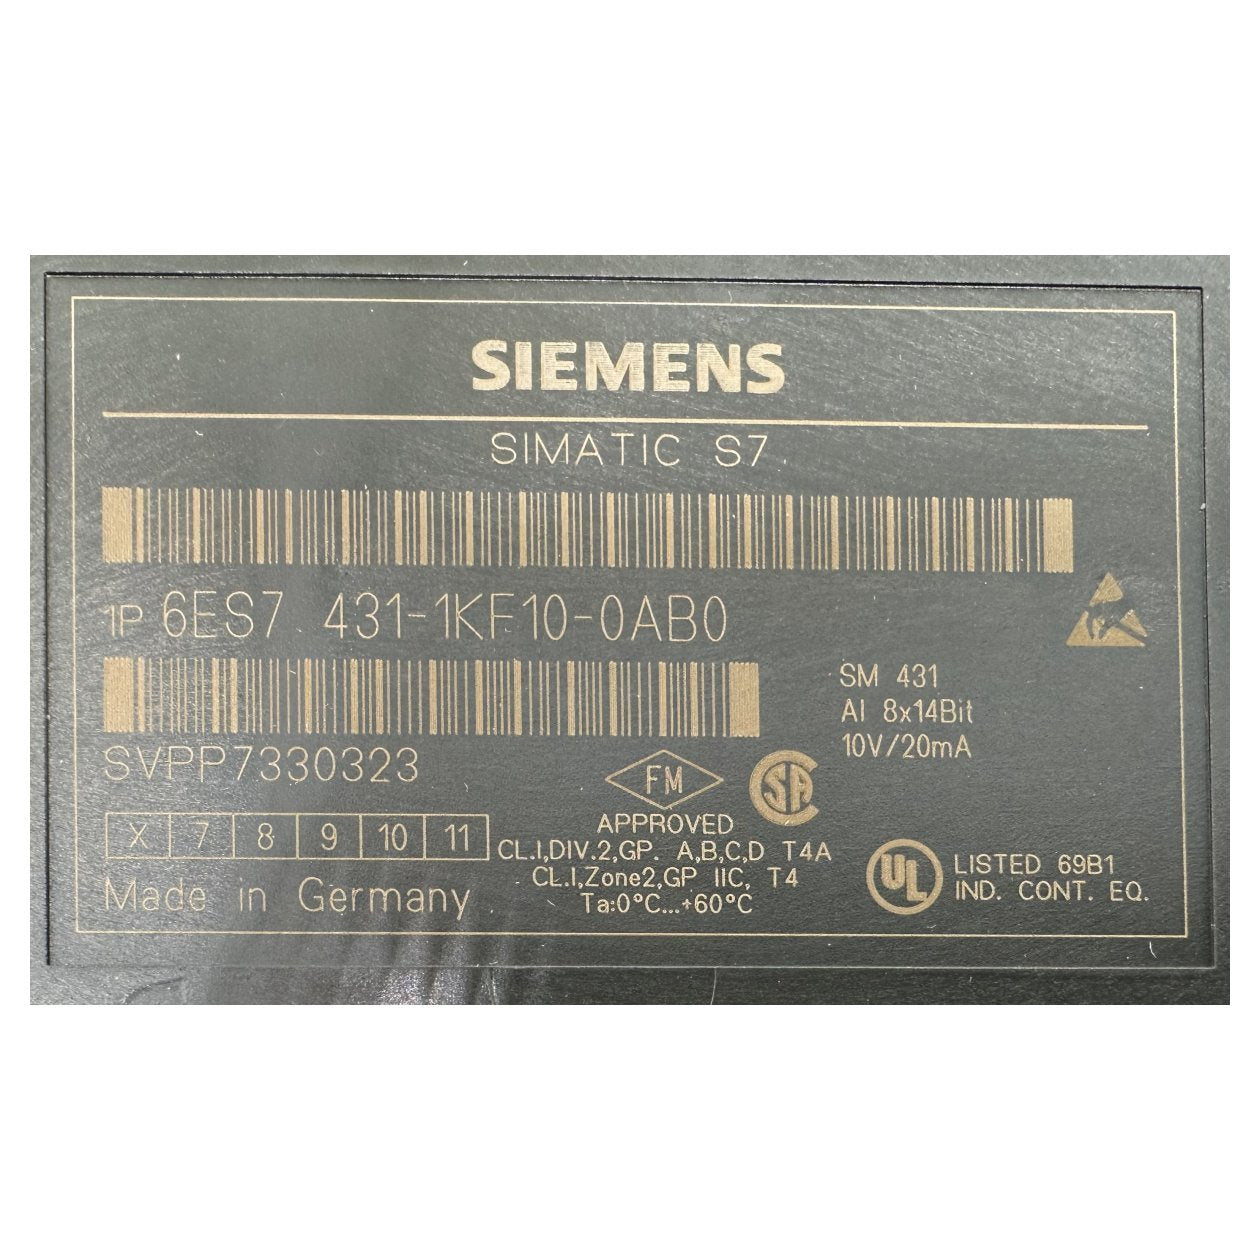 SIEMENS
SIMATIC S7
1P 6ES7 431-1KF10-0AB0
SM 431
AI 8x14Bit
10V/20mA
SVPP7330323
FM
SA
APPROVED
X 7 8 9 10 11
CL.I,DIV.2,GP. A,B,C,D T4A
CL.I,Zone2,GP IIC, T4
Ta:0°C...+60°C
Made in Germany
UL
LISTED 69B1
IND. CONT. EQ.